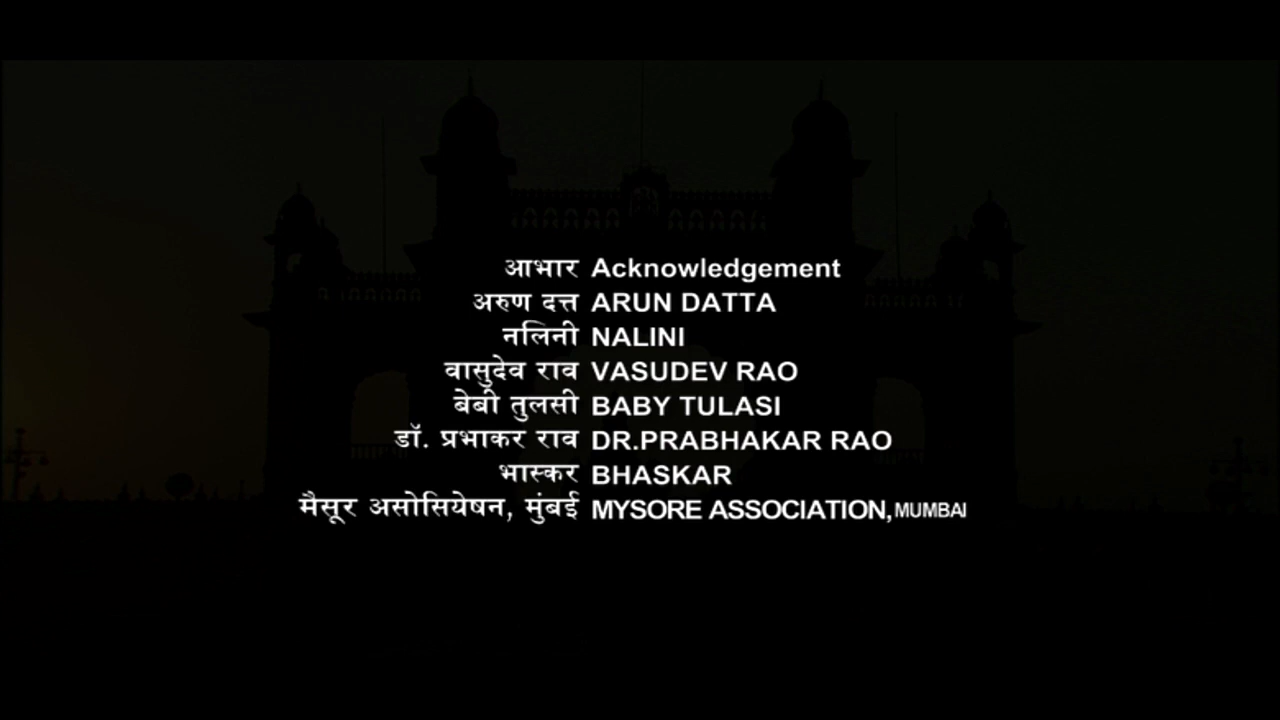 आभार Acknowledgement
अरुण दत्त ARUN DATTA
नलिनी NALINI
वासुदेव राव VASUDEV RAO
बेबी तुलसी BABY TULASI
डॉ. प्रभाकर राव DR.PRABHAKAR RAO
भास्कर BHASKAR
मैसूर असोसियेषन, मुंबई MYSORE ASSOCIATION, MUMBAI